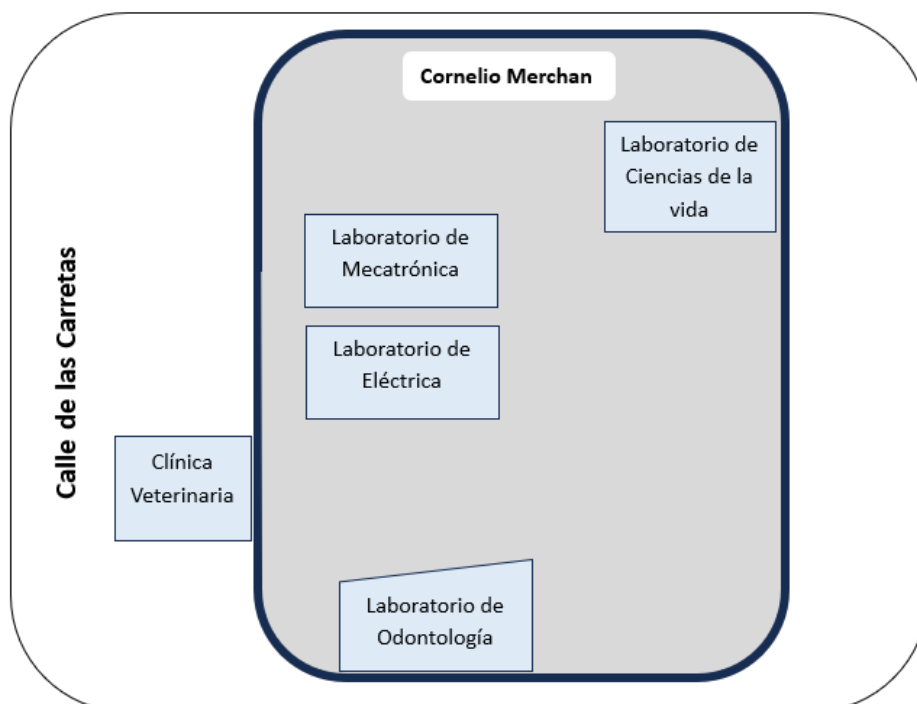 Cornelio Merchan
Laboratorio de
Ciencias de la
vida
Laboratorio de
Mecatrónica
Laboratorio de
Eléctrica
Calle de las Carretas
Clínica
Veterinaria
Laboratorio de
Odontología